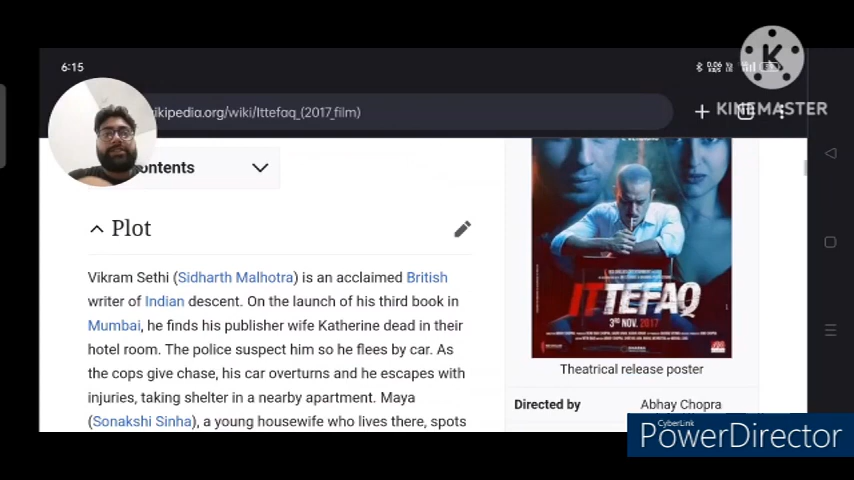 6:15
0.06
KINEMASTER
ikipedia.org/wiki/Ittefaq_(2017_film)
ontents
Plot
Vikram Sethi (Sidharth Malhotra) is an acclaimed British
writer of Indian descent. On the launch of his third book in
Mumbai, he finds his publisher wife Katherine dead in their
hotel room. The police suspect him so he flees by car. As
the cops give chase, his car overturns and he escapes with
injuries, taking shelter in a nearby apartment. Maya
(Sonakshi Sinha), a young housewife who lives there, spots
ITTEFAQ
3RD NOV. 2017
Theatrical release poster
Directed by Abhay Chopra
CyberLink
PowerDirector